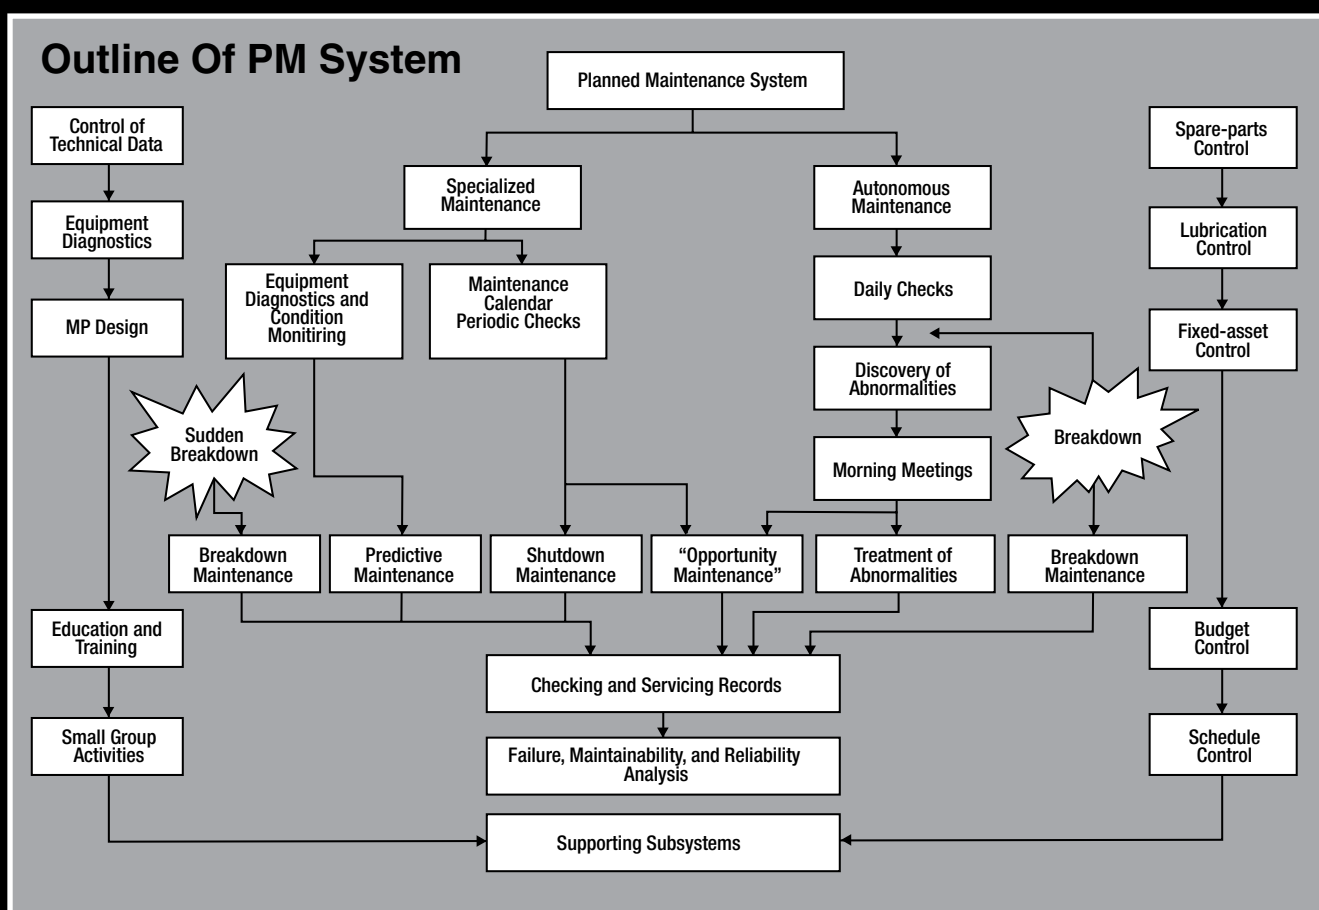 Outline Of PM System
Planned Maintenance System
Control of
Technical Data
Spare-parts
Control
Specialized
Maintenance
Autonomous
Maintenance
Equipment
Diagnostics
Lubrication
Control
Equipment
Diagnostics and
Condition
Monitiring
Maintenance
Calendar
Periodic Checks
Daily Checks
MP Design
Fixed-asset
Control
Discovery of
Abnormalities
Sudden
Breakdown
Breakdown
Morning Meetings
Breakdown
Maintenance
Predictive
Maintenance
Shutdown
Maintenance
“Opportunity
Maintenance”
Treatment of
Abnormalities
Breakdown
Maintenance
Education and
Training
Budget
Control
Checking and Servicing Records
Small Group
Activities
Schedule
Control
Failure, Maintainability, and Reliability
Analysis
Supporting Subsystems